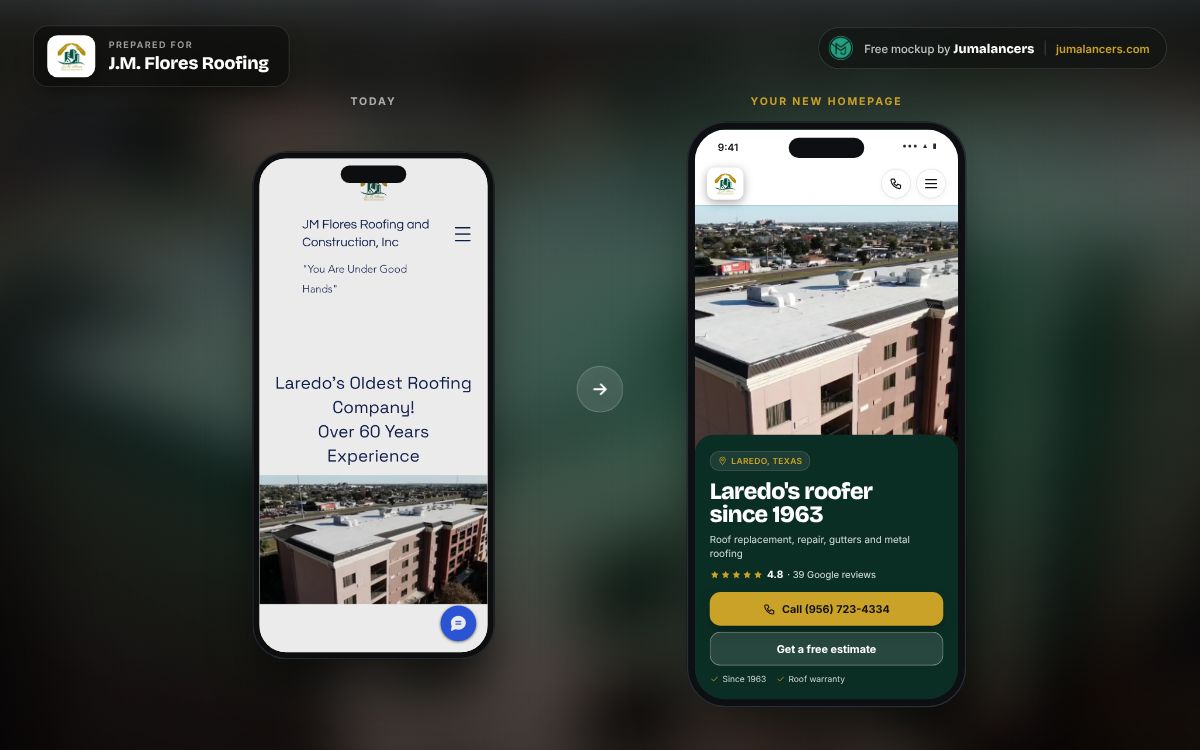 PREPARED FOR
J.M. Flores Roofing
Free mockup by Jumalancers
jumalancers.com
TODAY
JM Flores Roofing and
Construction, Inc
"You Are Under Good
Hands"
Laredo's Oldest Roofing
Company!
Over 60 Years
Experience
YOUR NEW HOMEPAGE
9:41
LAREDO, TEXAS
Laredo's roofer
since 1963
Roof replacement, repair, gutters and metal
roofing
4.8 · 39 Google reviews
Call (956) 723-4334
Get a free estimate
Since 1963
Roof warranty